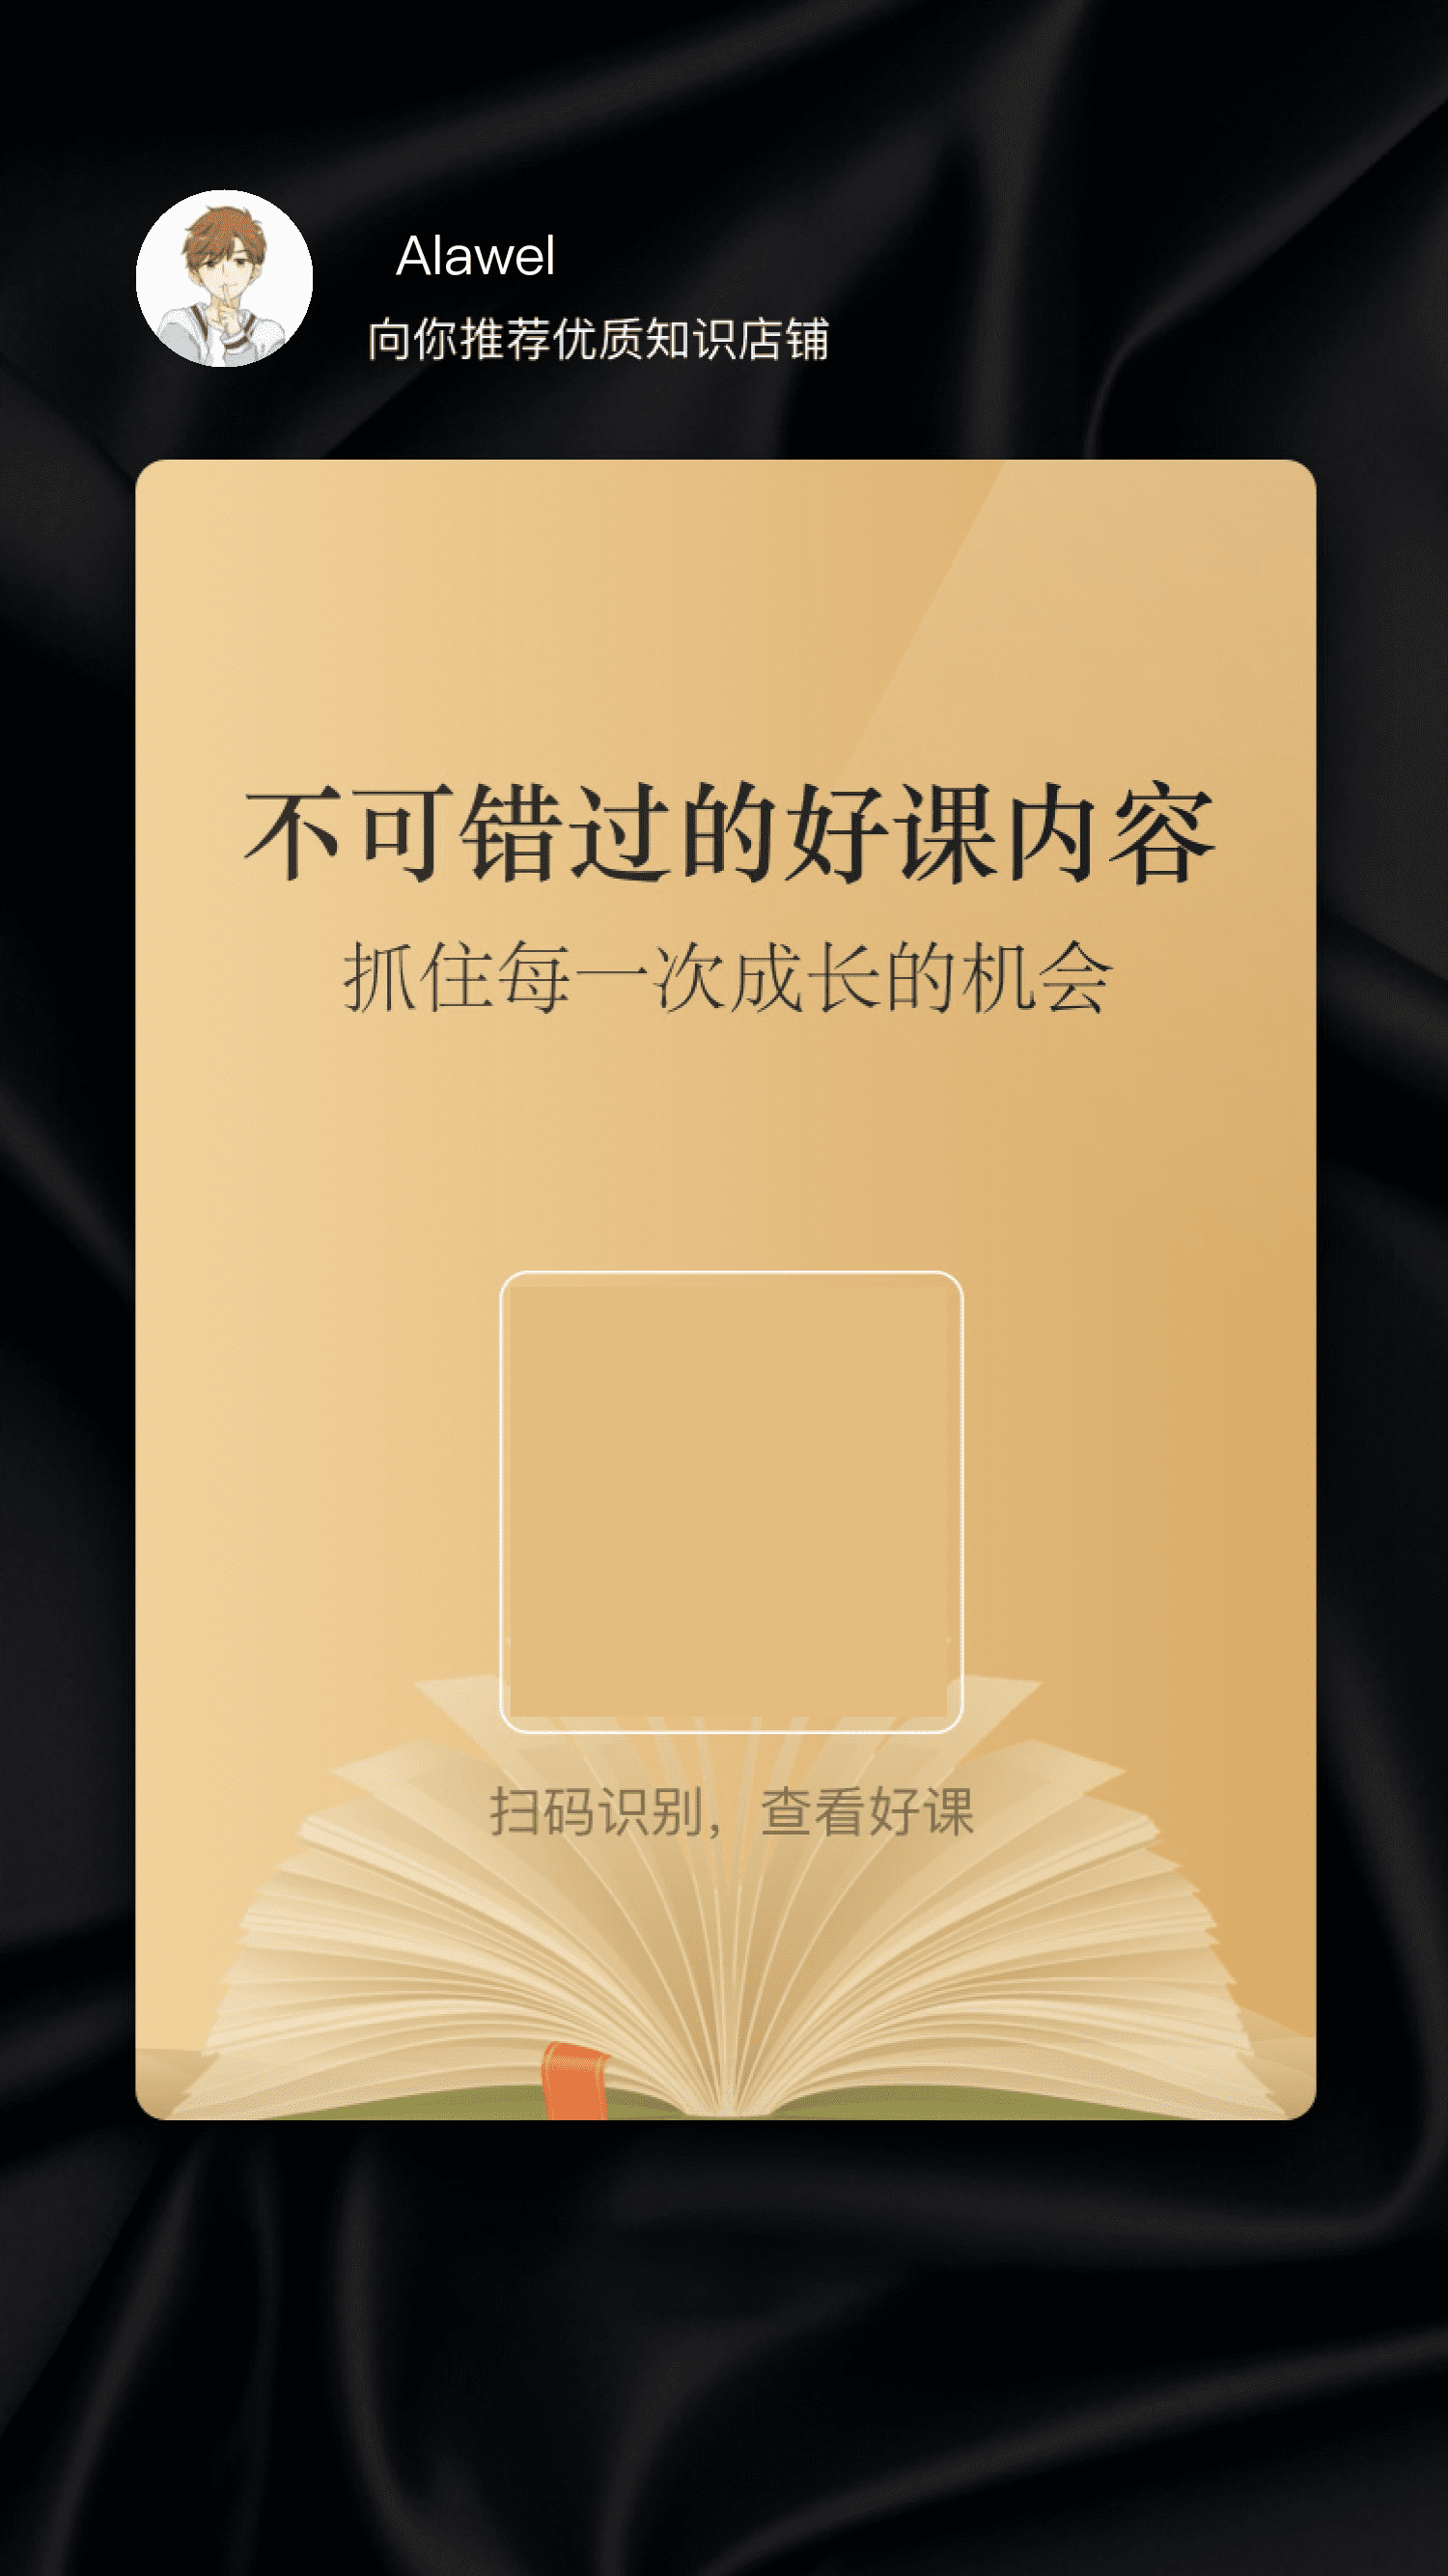 Alawel
向你推荐优质知识店铺
不可错过的好课内容
抓住每一次成长的机会
扫码识别，查看好课